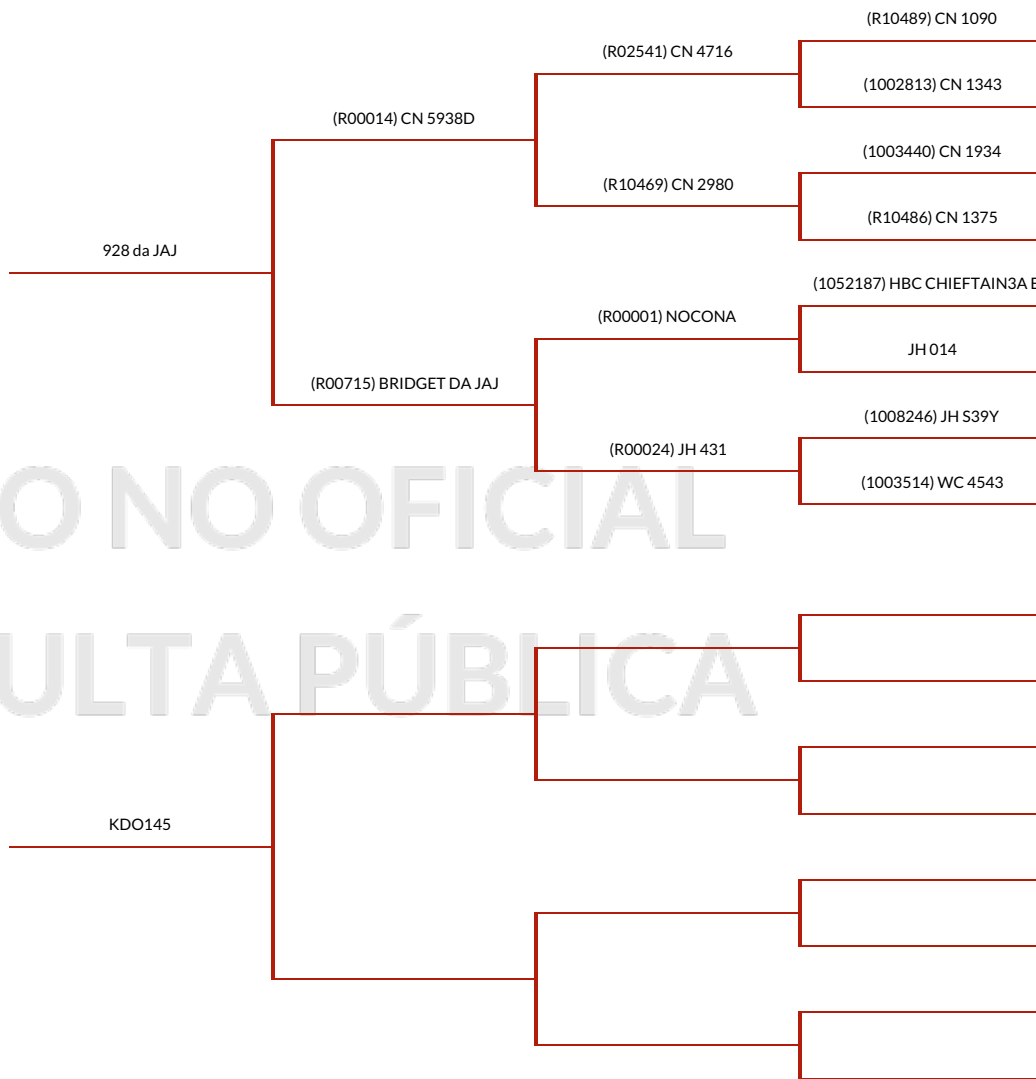 (R10489) CN 1090
(R02541) CN 4716
(1002813) CN 1343
(R00014) CN 5938D
(1003440) CN 1934
(R10469) CN 2980
(R10486) CN 1375
928 da JAJ
(1052187) HBC CHIEFTAIN3A
(R00001) NOCONA
JH 014
(R00715) BRIDGET DA JAJ
(1008246) JH S39Y
(R00024) JH 431
(1003514) WC 4543
O NO OFICIAL
ULTA PÚBLICA
KDO145